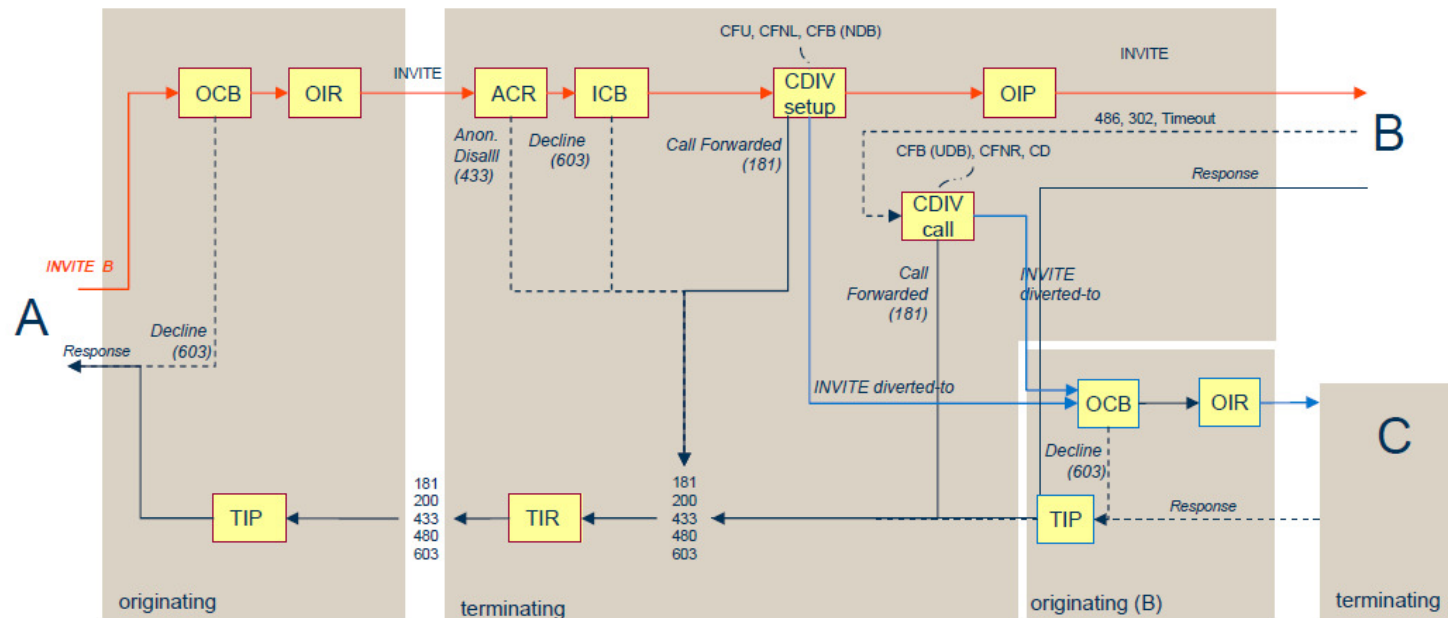 CFU, CFNL, CFB (NDB)
INVITE
INVITE
OCB
OIR
ACR
ICB
CDIV
setup
OIP
486, 302, Timeout
B
Anon.
Disalll
(433)
Decline
(603)
Call Forwarded
(181)
CFB (UDB), CFNR, CD
Response
CDIV
call
INVITE B
A
Call
Forwarded
(181)
INVITE
diverted-to
Decline
(603)
Response
INVITE diverted-to
OCB
OIR
C
Decline
(603)
181
200
433
480
603
181
200
433
480
603
TIP
TIR
TIP
Response
originating
terminating
originating (B)
terminating